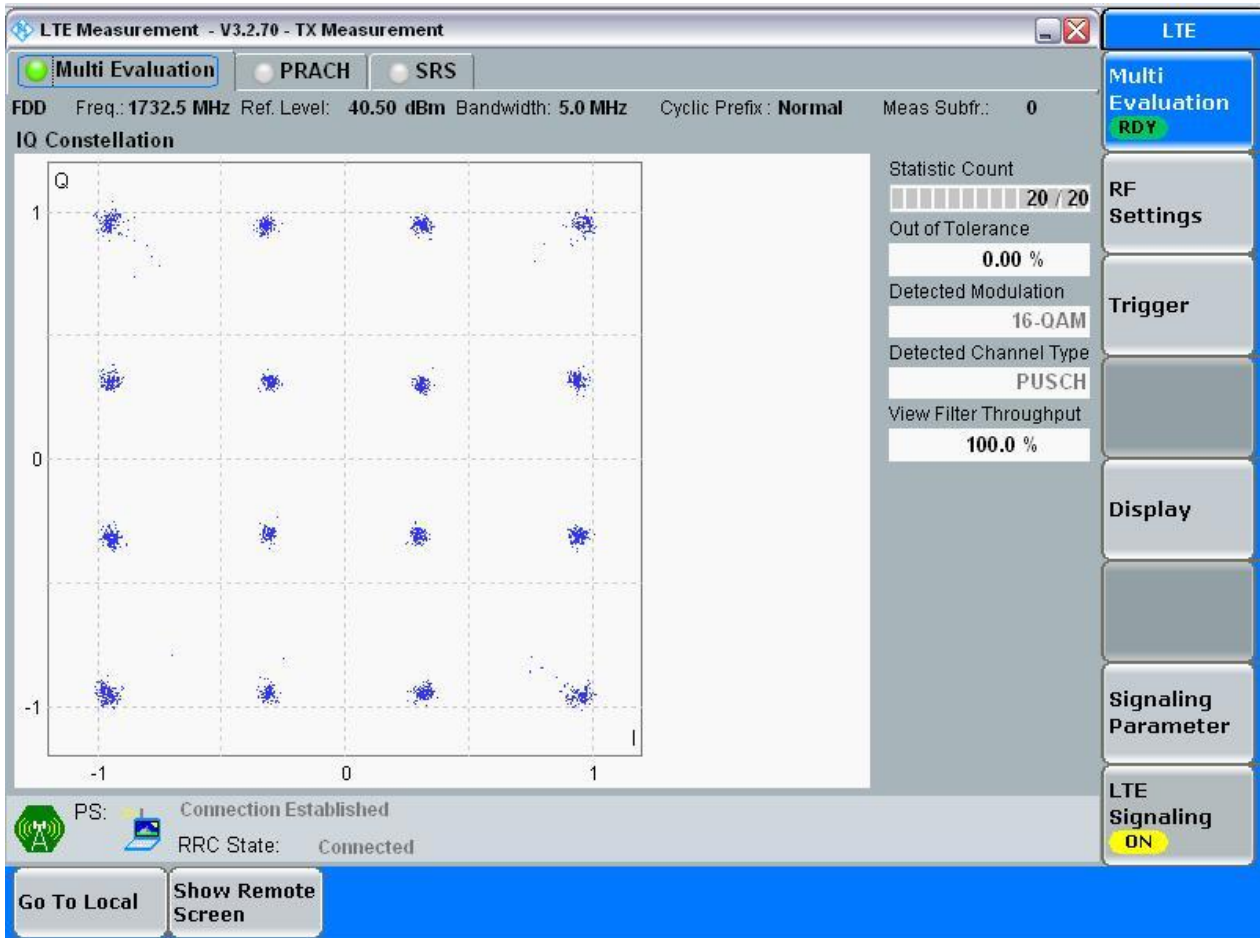 LTE Measurement - V3.2.70 - TX Measurement
LTE
Multi Evaluation PRACH SRS
FDD Freq.: 1732.5 MHz Ref. Level: 40.50 dBm Bandwidth: 5.0 MHz Cyclic Prefix : Normal Meas Subfr.: 0
IQ Constellation
Q
1
0
-1
I
-1 0 1
Statistic Count
20 / 20
Out of Tolerance
0.00 %
Detected Modulation
16-QAM
Detected Channel Type
PUSCH
View Filter Throughput
100.0 %
Multi
Evaluation
RDY
RF
Settings
Trigger
Display
Signaling
Parameter
LTE
Signaling
ON
PS: Connection Established
RRC State: Connected
Go To Local
Show Remote
Screen